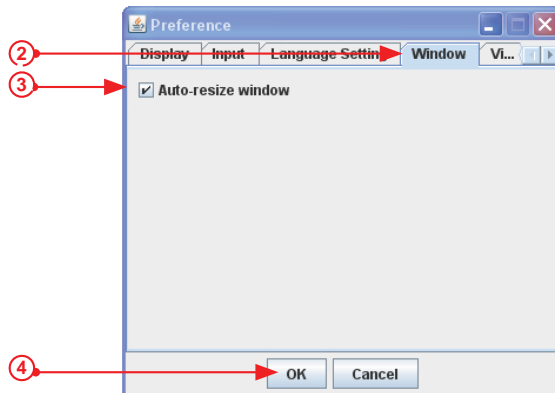 Preference
2 Display Input Language Settin Window Vi...
3 Auto-resize window
4 OK Cancel